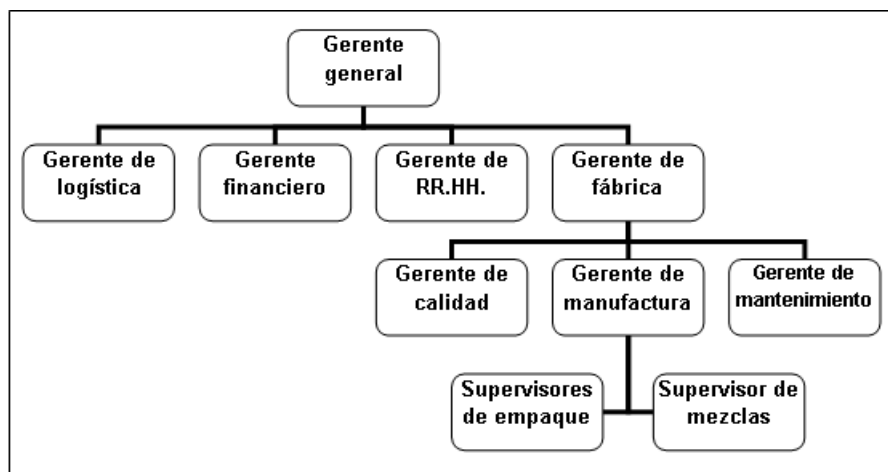 Gerente
general
Gerente de
logística
Gerente
financiero
Gerente de
RR.HH.
Gerente de
fábrica
Gerente de
calidad
Gerente de
manufactura
Gerente de
mantenimiento
Supervisores
de empaque
Supervisor de
mezclas